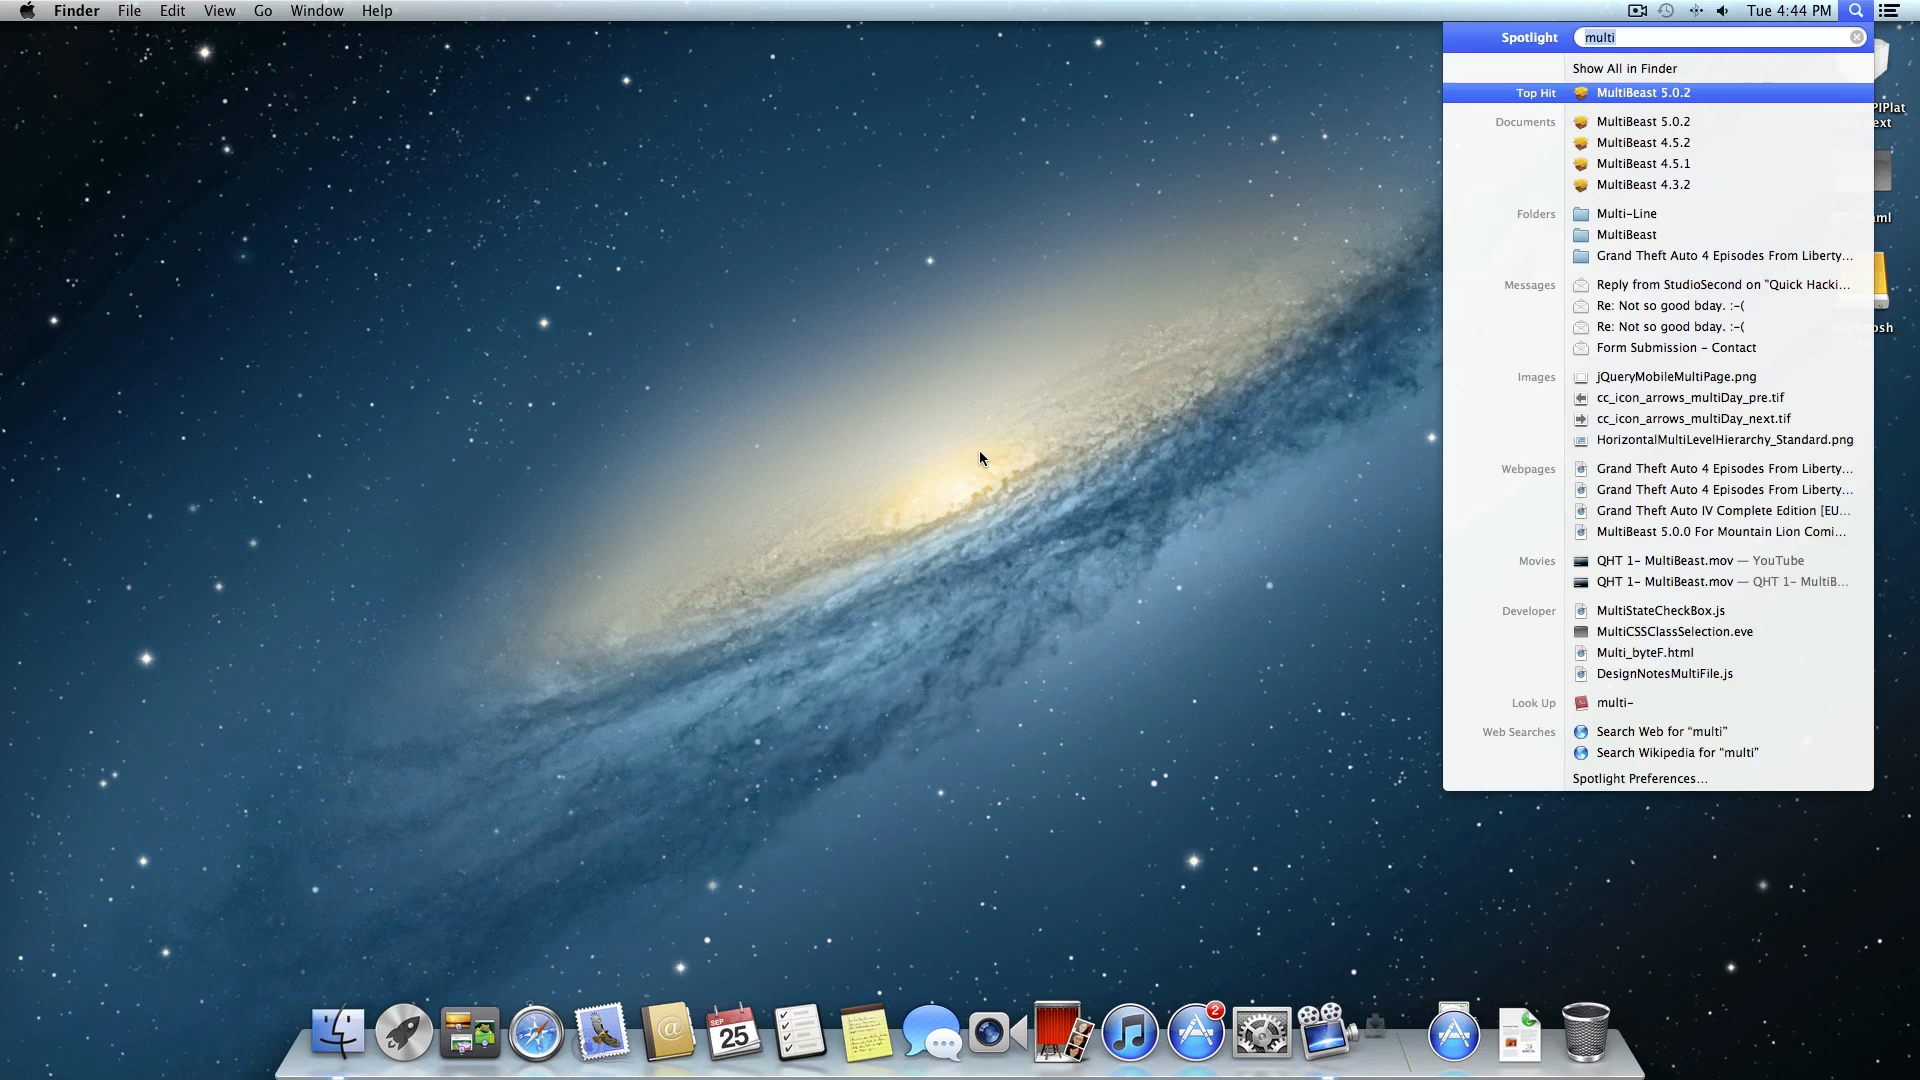 Finder File Edit View Go Window Help
Tue 4:44 PM
Spotlight multi
Show All in Finder
Top Hit MultiBeast 5.0.2
Documents MultiBeast 5.0.2
MultiBeast 4.5.2
MultiBeast 4.5.1
MultiBeast 4.3.2
Folders Multi-Line
MultiBeast
Grand Theft Auto 4 Episodes From Liberty...
Messages Reply from StudioSecond on "Quick Hacki...
Re: Not so good bday. :-(
Re: Not so good bday. :-(
Form Submission - Contact
Images jQueryMobileMultiPage.png
cc_icon_arrows_multiDay_pre.tif
cc_icon_arrows_multiDay_next.tif
HorizontalMultiLevelHierarchy_Standard.png
Webpages Grand Theft Auto 4 Episodes From Liberty...
Grand Theft Auto 4 Episodes From Liberty...
Grand Theft Auto IV Complete Edition [EU...
MultiBeast 5.0.0 For Mountain Lion Comi...
Movies QHT 1- MultiBeast.mov — YouTube
QHT 1- MultiBeast.mov — QHT 1- MultiB...
Developer MultiStateCheckBox.js
MultiCSSClassSelection.eve
Multi_byteF.html
DesignNotesMultiFile.js
Look Up multi-
Web Searches Search Web for “multi”
Search Wikipedia for “multi”
Spotlight Preferences...
PIPlat
ext
ml
osh
SEP
25
2